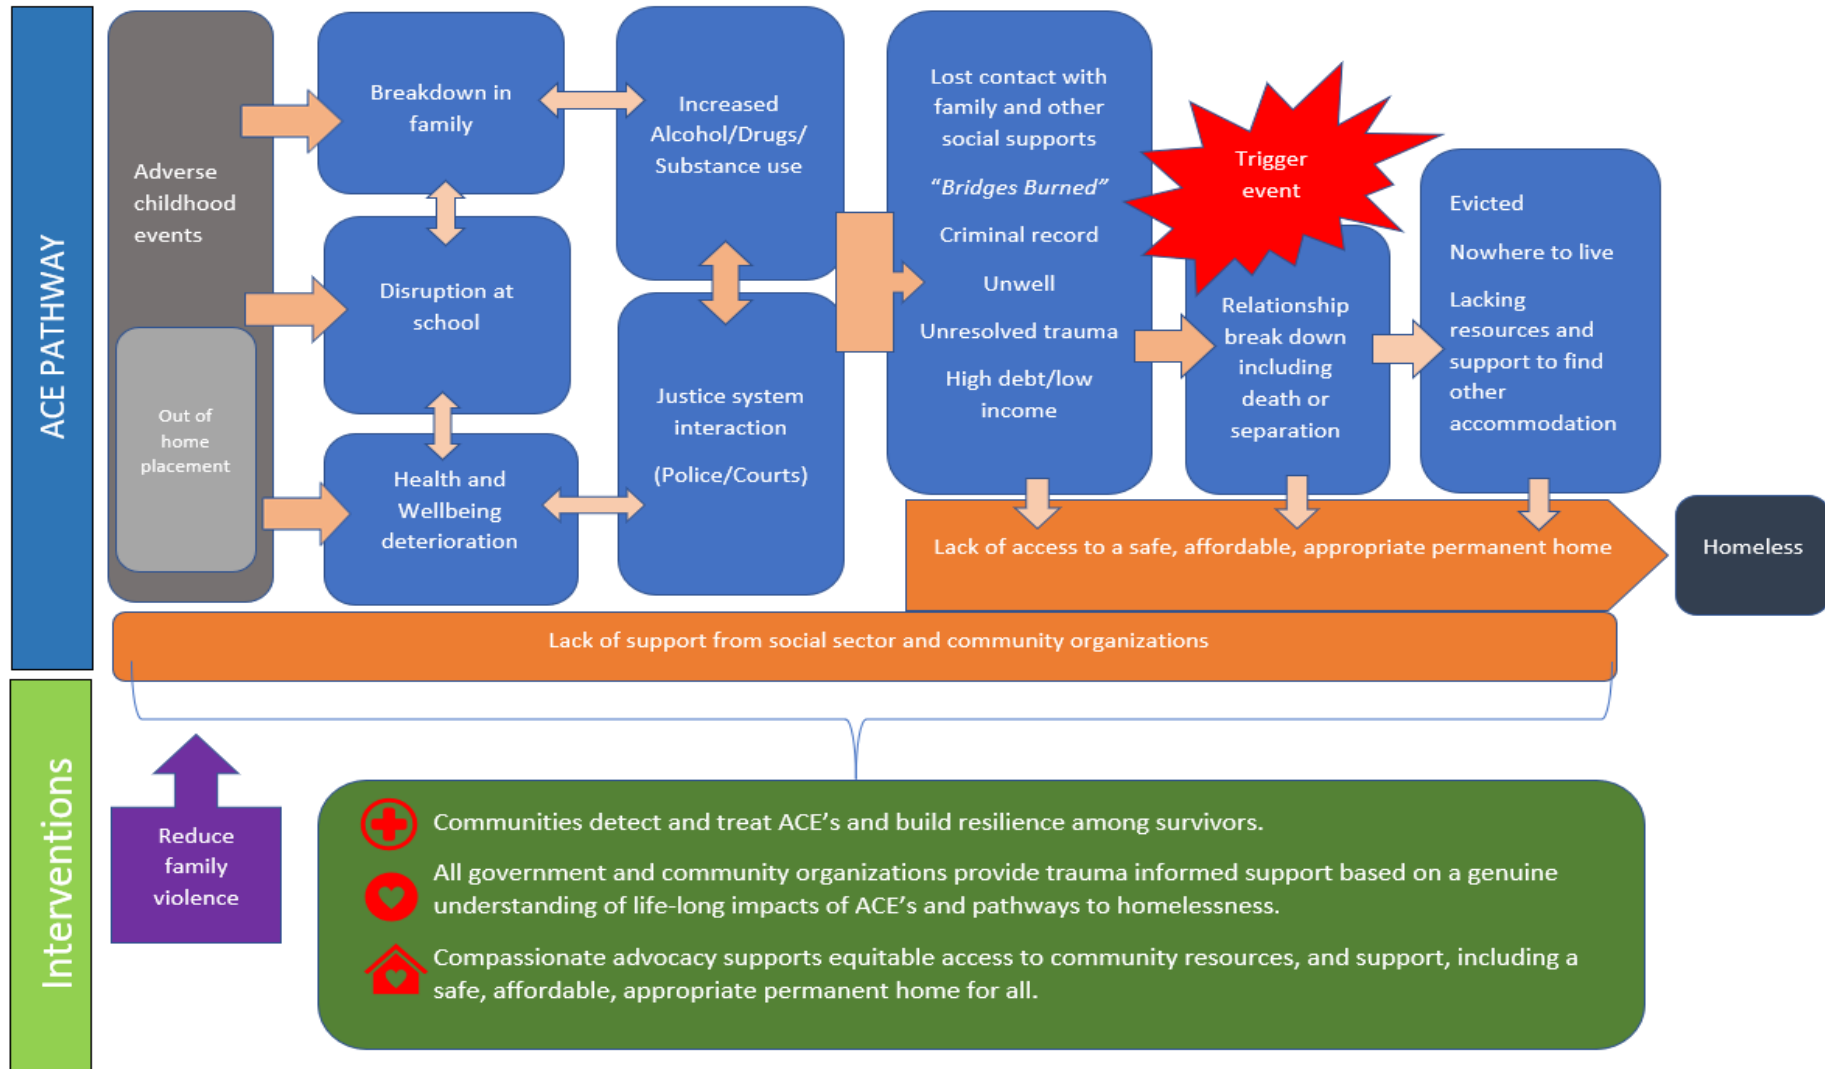 ACE PATHWAY
Adverse
childhood
events
Out of
home
placement
Breakdown in
family
Disruption at
school
Health and
Wellbeing
deterioration
Increased
Alcohol/Drugs/
Substance use
Justice system
interaction
(Police/Courts)
Lost contact with
family and other
social supports
“Bridges Burned”
Criminal record
Unwell
Unresolved trauma
High debt/low
income
Trigger
event
Relationship
break down
including
death or
separation
Evicted
Nowhere to live
Lacking
resources and
support to find
other
accommodation
Lack of access to a safe, affordable, appropriate permanent home
Homeless
Lack of support from social sector and community organizations
Interventions
Reduce
family
violence
Communities detect and treat ACE’s and build resilience among survivors.
All government and community organizations provide trauma informed support based on a genuine
understanding of life-long impacts of ACE’s and pathways to homelessness.
Compassionate advocacy supports equitable access to community resources, and support, including a
safe, affordable, appropriate permanent home for all.